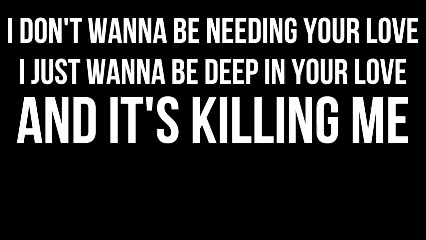 I DON'T WANNA BE NEEDING YOUR LOVE
I JUST WANNA BE DEEP IN YOUR LOVE
AND IT'S KILLING ME